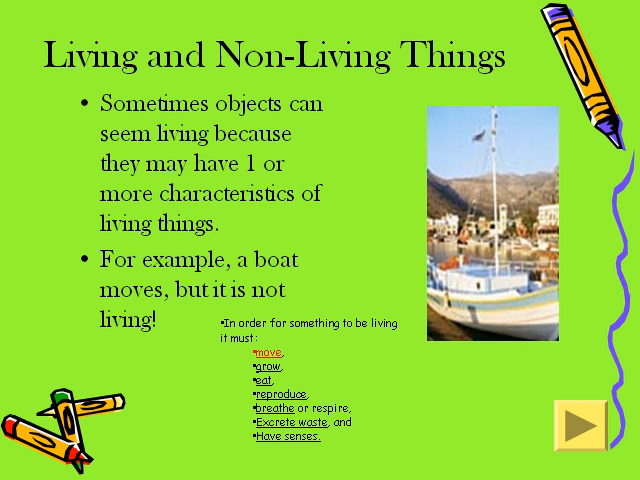 Living and Non-Living Things
• Sometimes objects can
seem living because
they may have 1 or
more characteristics of
living things.
• For example, a boat
moves, but it is not
living!
•In order for something to be living
it must:
•move,
•grow,
•eat,
•reproduce,
•breathe or respire,
•Excrete waste, and
•Have senses.